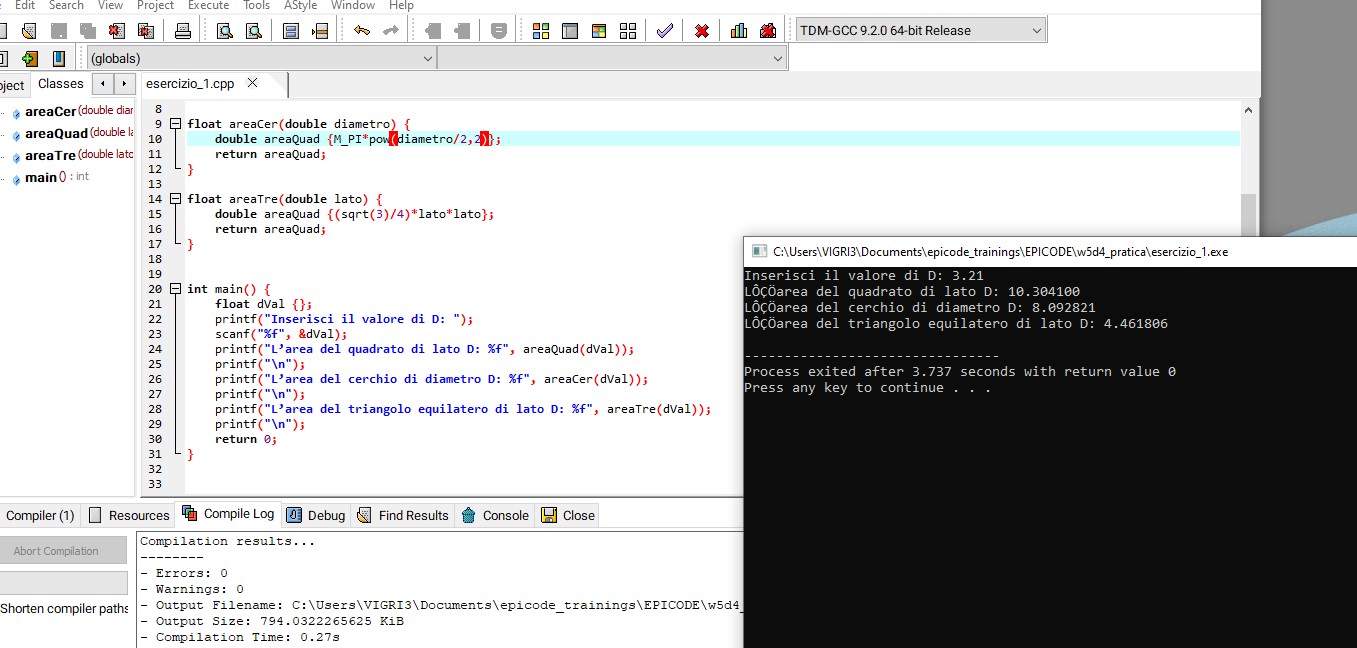 Edit Search View Project Execute Tools AStyle Window Help
TDM-GCC 9.2.0 64-bit Release
(globals)
ject Classes esercizio_1.cpp
areaCer (double diar
areaQuad (double la
areaTre (double lato
main () : int
8
9 float areaCer(double diametro) {
10 double areaQuad {M_PI*pow(diametro/2,2)};
11 return areaQuad;
12 }
13
14 float areaTre(double lato) {
15 double areaQuad {(sqrt(3)/4)*lato*lato};
16 return areaQuad;
17 }
18
19
20 int main() {
21 float dVal {};
22 printf("Inserisci il valore di D: ");
23 scanf("%f", &dVal);
24 printf("L’area del quadrato di lato D: %f", areaQuad(dVal));
25 printf("\n");
26 printf("L’area del cerchio di diametro D: %f", areaCer(dVal));
27 printf("\n");
28 printf("L’area del triangolo equilatero di lato D: %f", areaTre(dVal));
29 printf("\n");
30 return 0;
31 }
32
33
C:\Users\VIGRI3\Documents\epicode_trainings\EPICODE\w5d4_pratica\esercizio_1.exe
Inserisci il valore di D: 3.21
LÔÇÖarea del quadrato di lato D: 10.304100
LÔÇÖarea del cerchio di diametro D: 8.092821
LÔÇÖarea del triangolo equilatero di lato D: 4.461806
--------------------------------
Process exited after 3.737 seconds with return value 0
Press any key to continue . . .
Compiler (1) Resources Compile Log Debug Find Results Console Close
Abort Compilation
Shorten compiler paths
Compilation results...
--------
- Errors: 0
- Warnings: 0
- Output Filename: C:\Users\VIGRI3\Documents\epicode_trainings\EPICODE\w5d4_
- Output Size: 794.0322265625 KiB
- Compilation Time: 0.27s